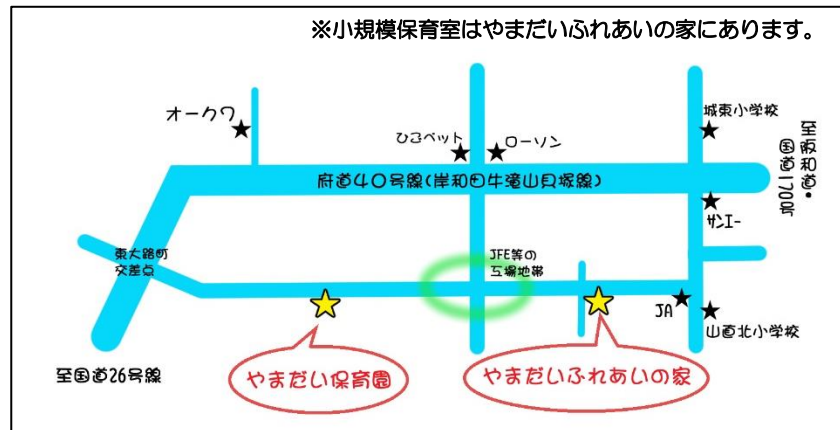 ※小規模保育室はやまだいふれあいの家にあります。
オークワ
ひごペット
ローソン
城東小学校
至阪和道・
国道170号
府道40号線(岸和田牛滝山貝塚線)
サンエー
東大路町
交差点
JFE等の
工場地帯
JA
山直北小学校
至国道26号線
やまだい保育園
やまだいふれあいの家